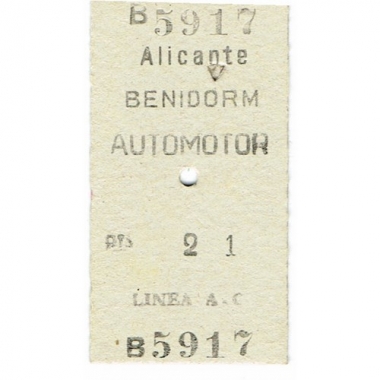 B5917
Alicante
BENIDORM
AUTOMOTOR
PTS 2 1
LINEA A.C
B5917